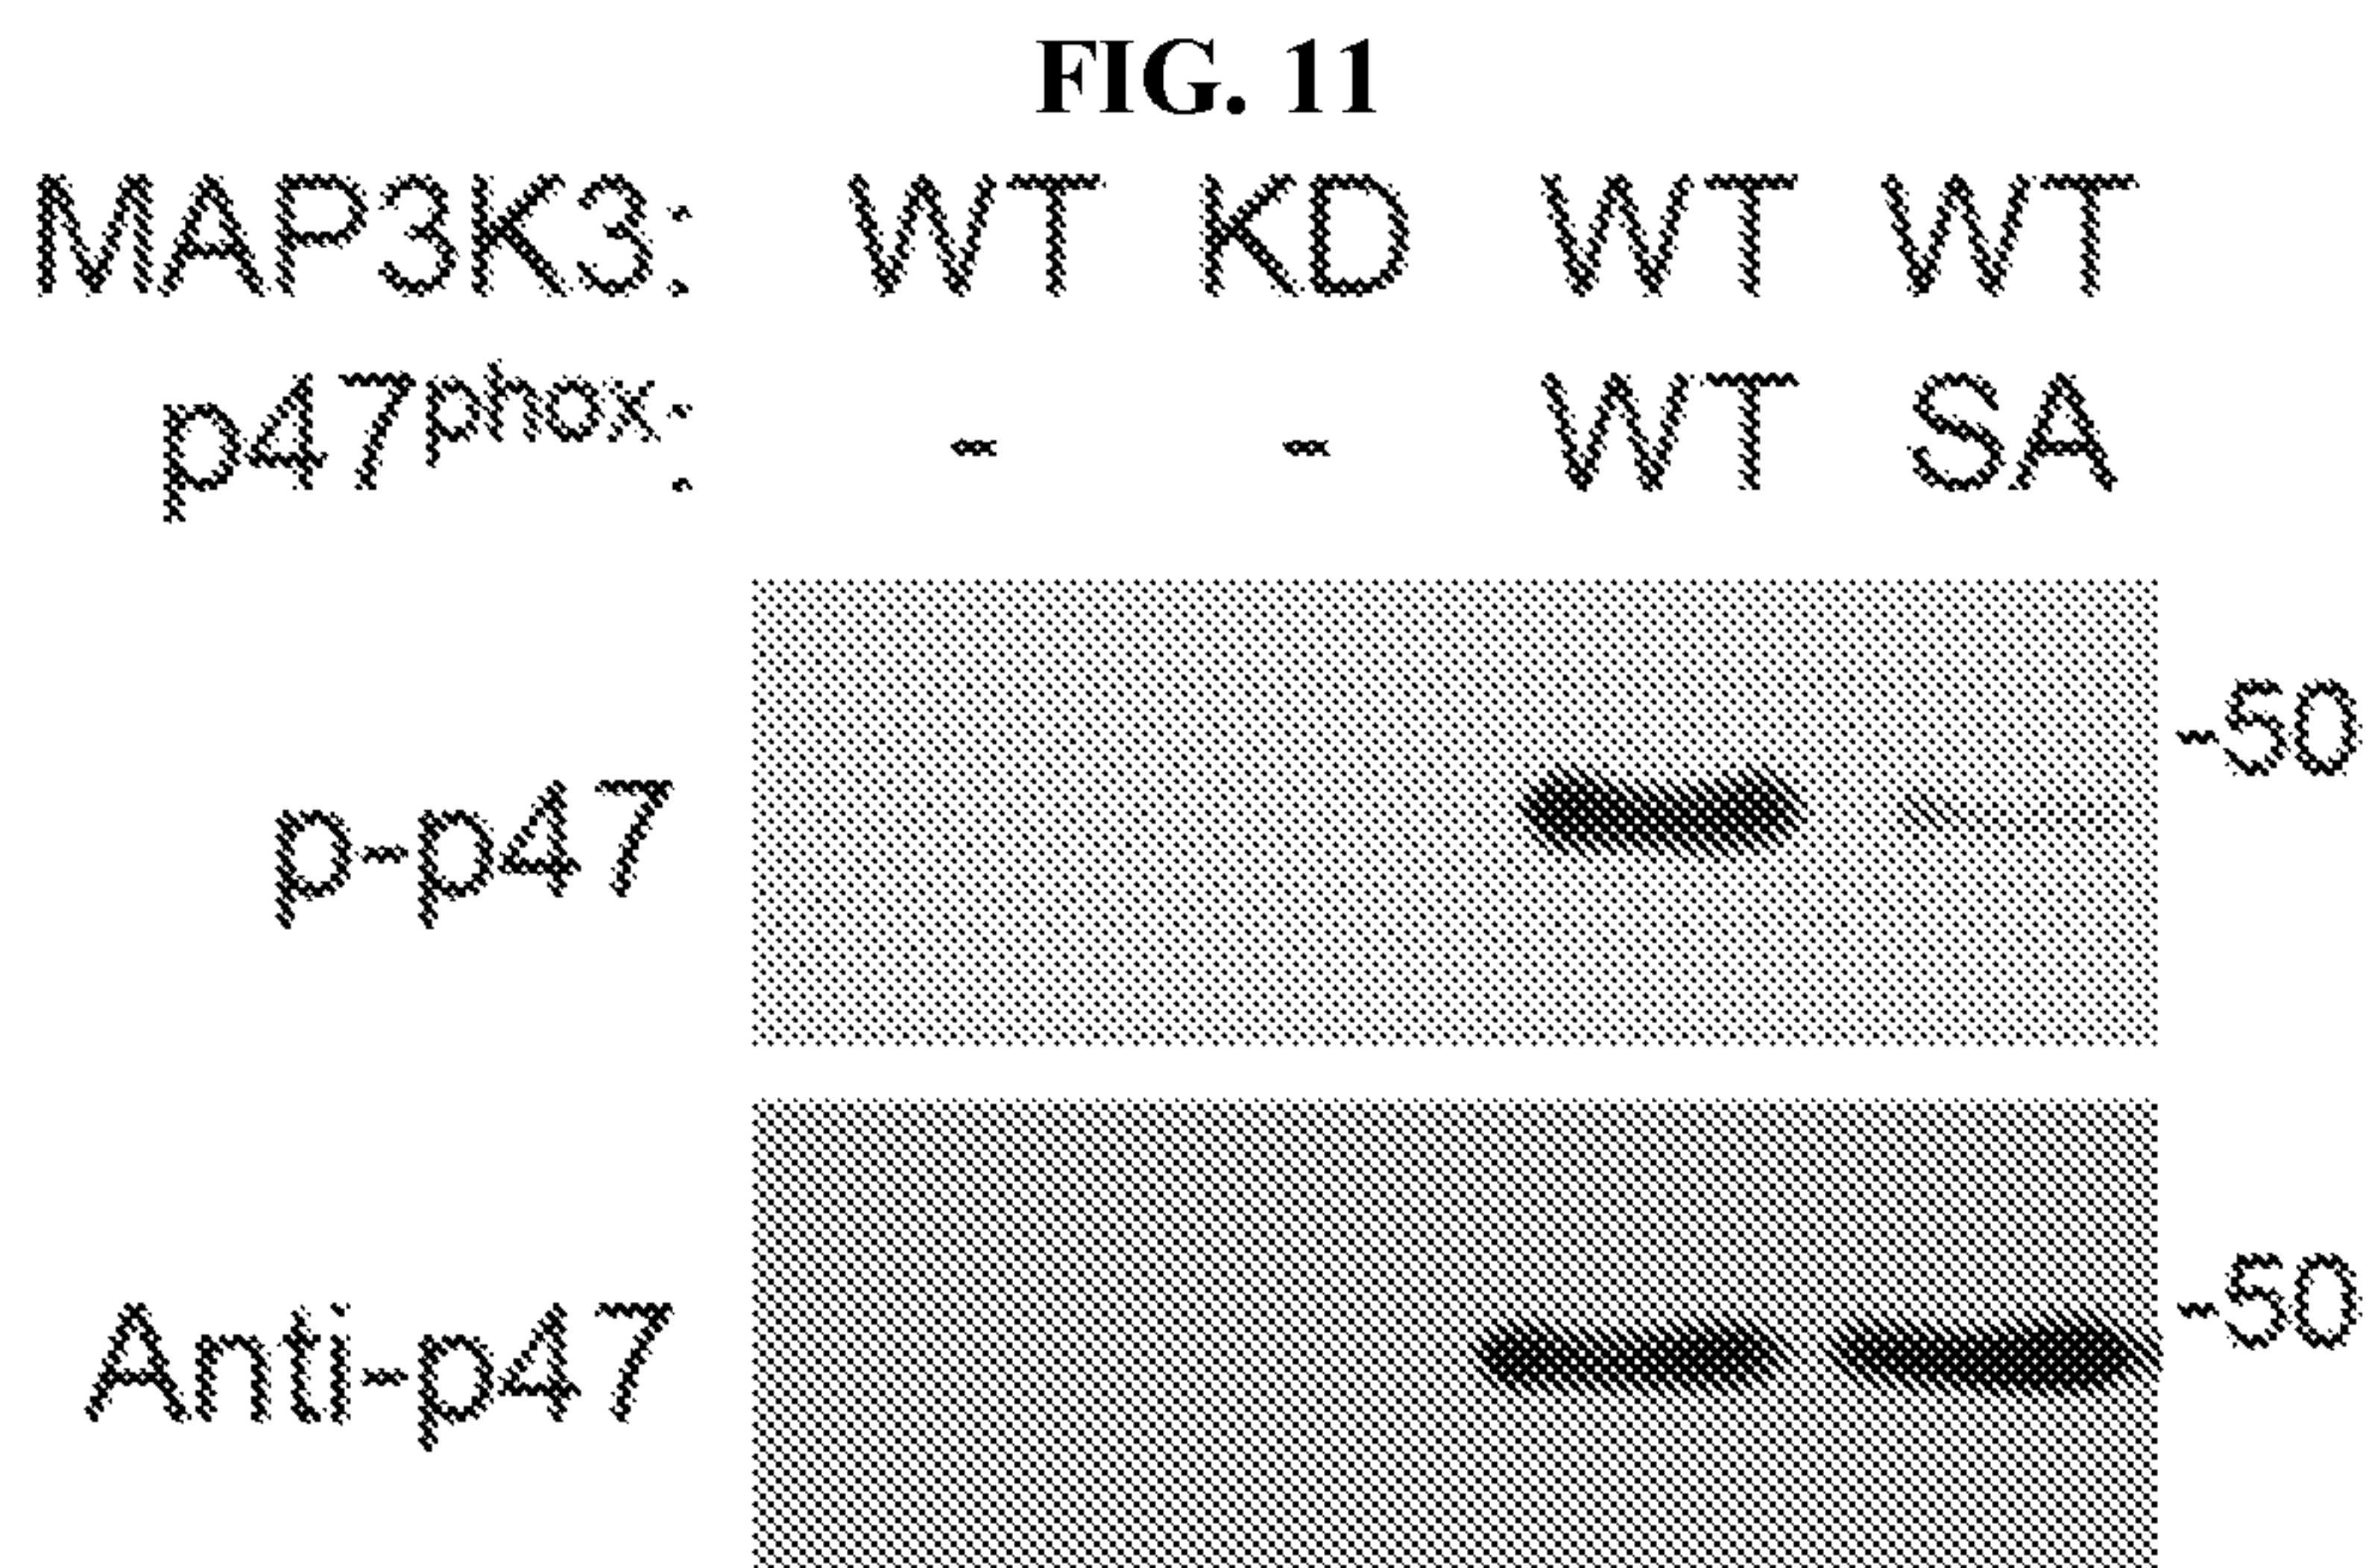 FIG. 11
MAP3K3: WT KD WT WT
p47phox: - - WT SA
-50
p-p47
-50
Anti-p47